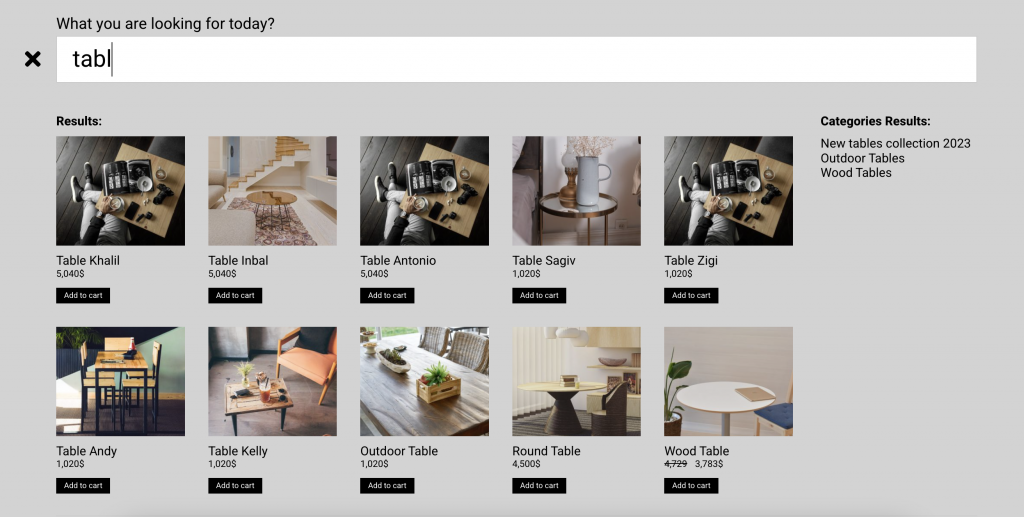 What you are looking for today?
tabl
Results:
Categories Results:
New tables collection 2023
Outdoor Tables
Wood Tables
Table Khalil
5,040$
Add to cart
Table Inbal
5,040$
Add to cart
Table Antonio
5,040$
Add to cart
Table Sagiv
1,020$
Add to cart
Table Zigi
1,020$
Add to cart
Table Andy
1,020$
Add to cart
Table Kelly
1,020$
Add to cart
Outdoor Table
1,020$
Add to cart
Round Table
4,500$
Add to cart
Wood Table
4,729 3,783$
Add to cart